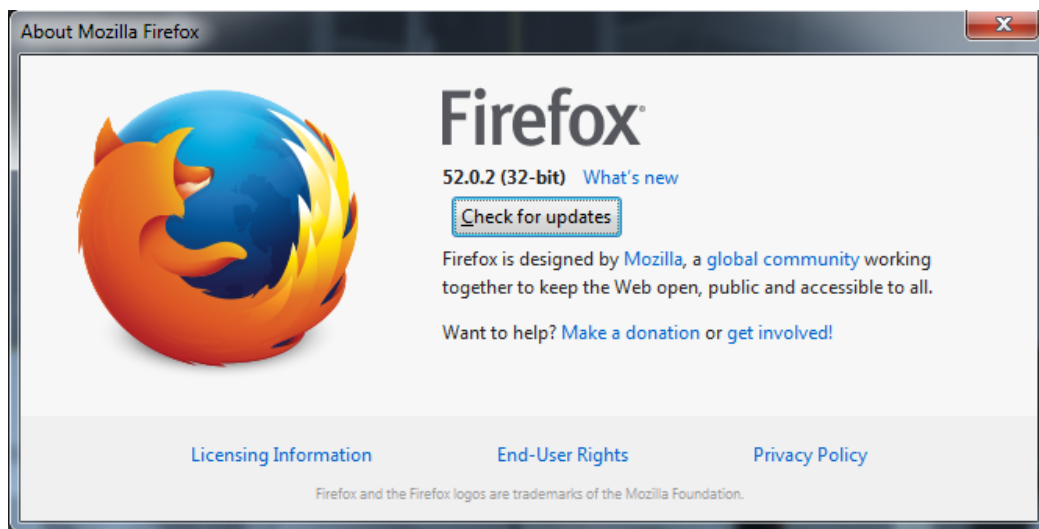 About Mozilla Firefox
Firefox
52.0.2 (32-bit) What's new
Check for updates
Firefox is designed by Mozilla, a global community working
together to keep the Web open, public and accessible to all.
Want to help? Make a donation or get involved!
Licensing Information End-User Rights Privacy Policy
Firefox and the Firefox logos are trademarks of the Mozilla Foundation.